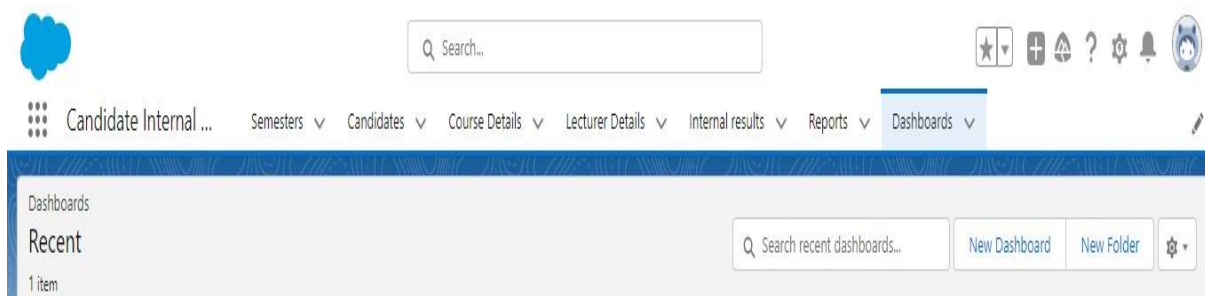 Search...
Candidate Internal ... Semesters Candidates Course Details Lecturer Details Internal results Reports Dashboards
Dashboards
Recent
Search recent dashboards... New Dashboard New Folder
1 item